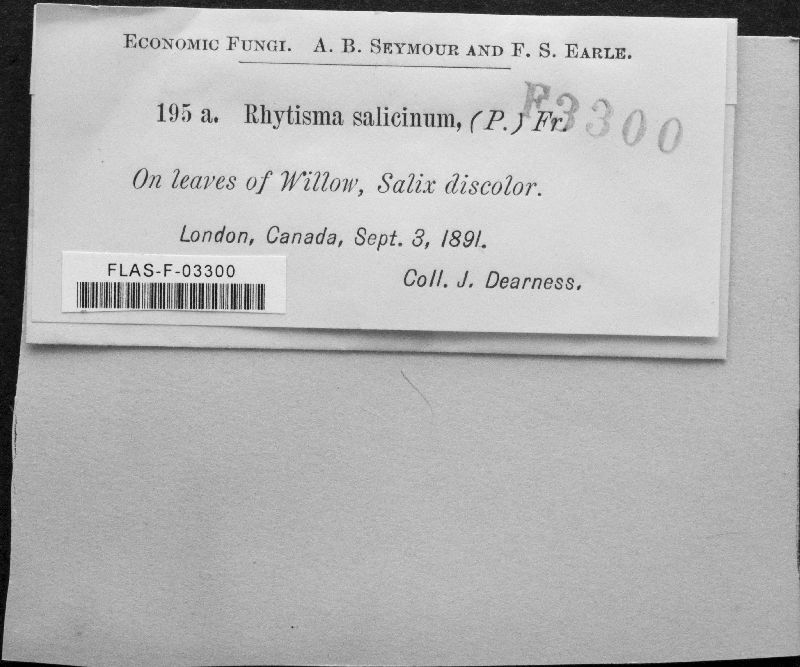 ECONOMIC FUNGI. A. B. SEYMOUR AND F. S. EARLE.
F3300
195 a. Rhytisma salicinum, (P.) Fr.
On leaves of Willow, Salix discolor.
London, Canada, Sept. 3, 1891.
FLAS-F-03300
Coll. J. Dearness.